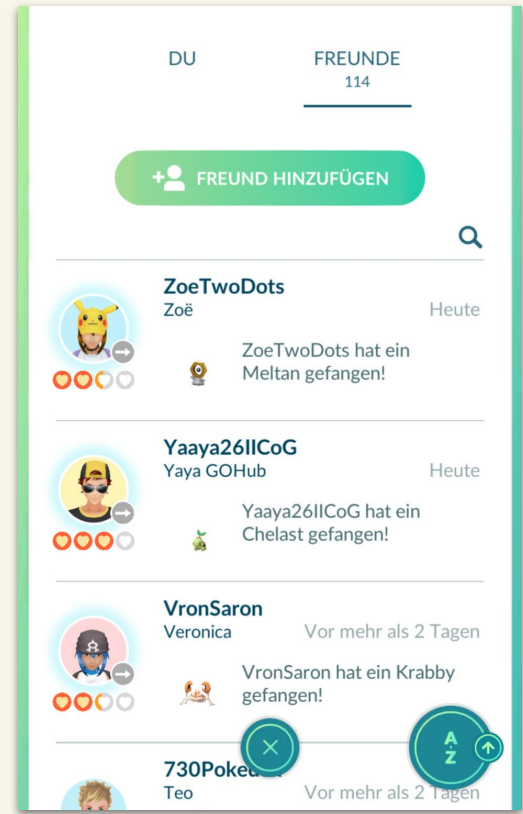 DU FREUNDE
114
FREUND HINZUFÜGEN
ZoeTwoDots
Zoë Heute
ZoeTwoDots hat ein
Meltan gefangen!
Yaaya26IICoG
Yaya GOHub Heute
Yaaya26IICoG hat ein
Chelast gefangen!
VronSaron
Veronica Vor mehr als 2 Tagen
VronSaron hat ein Krabby
gefangen!
A-Z
Teo Vor mehr als 2 Tagen